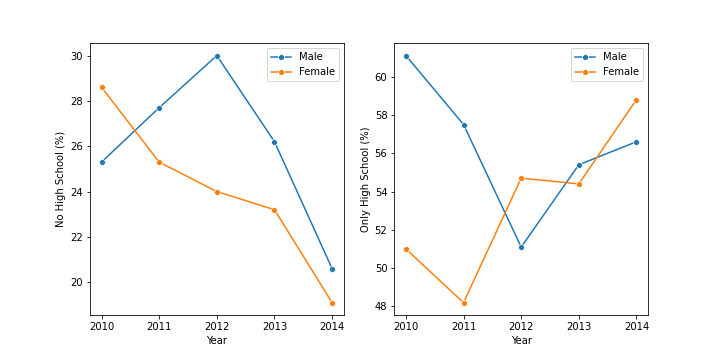 No High School (%)
30
28
26
24
22
20
2010 2011 2012 2013 2014
Year
Male
Female
Only High School (%)
60
58
56
54
52
50
48
2010 2011 2012 2013 2014
Year
Male
Female